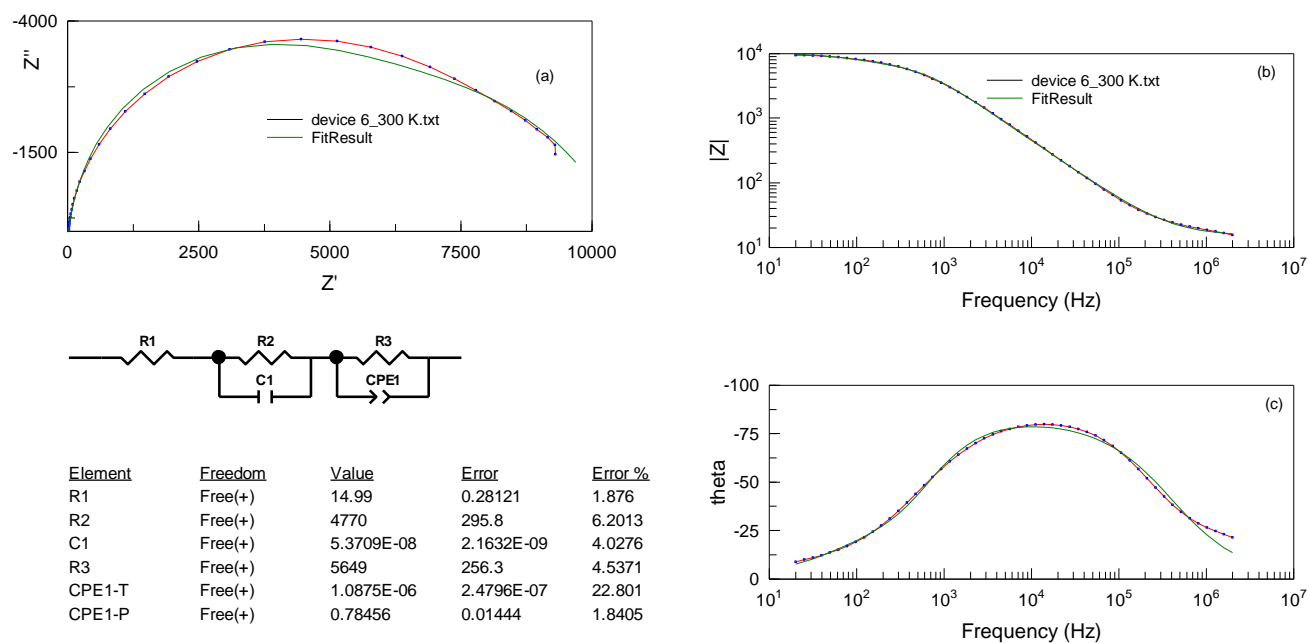 -4000
Z''
-1500
(a)
device 6_300 K.txt
FitResult
0 2500 5000 7500 10000
Z'
R1 R2 R3
C1 CPE1
Element Freedom Value Error Error %
R1 Free(+) 14.99 0.28121 1.876
R2 Free(+) 4770 295.8 6.2013
C1 Free(+) 5.3709E-08 2.1632E-09 4.0276
R3 Free(+) 5649 256.3 4.5371
CPE1-T Free(+) 1.0875E-06 2.4796E-07 22.801
CPE1-P Free(+) 0.78456 0.01444 1.8405
10^4
(b)
device 6_300 K.txt
FitResult
10^3
|Z|
10^2
10^1
10^1 10^2 10^3 10^4 10^5 10^6 10^7
Frequency (Hz)
-100
(c)
-75
theta
-50
-25
0
10^1 10^2 10^3 10^4 10^5 10^6 10^7
Frequency (Hz)